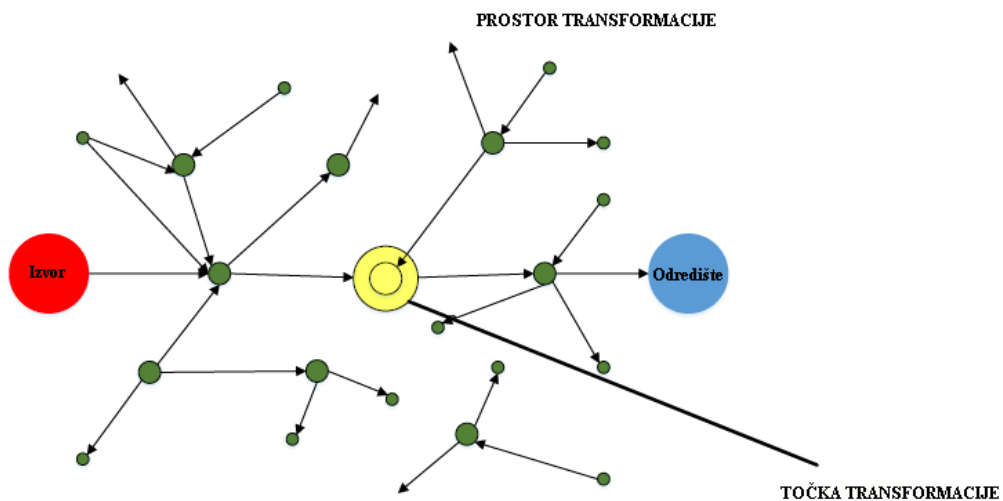 PROSTOR TRANSFORMACIJE
Izvor
Odredište
TOČKA TRANSFORMACIJE